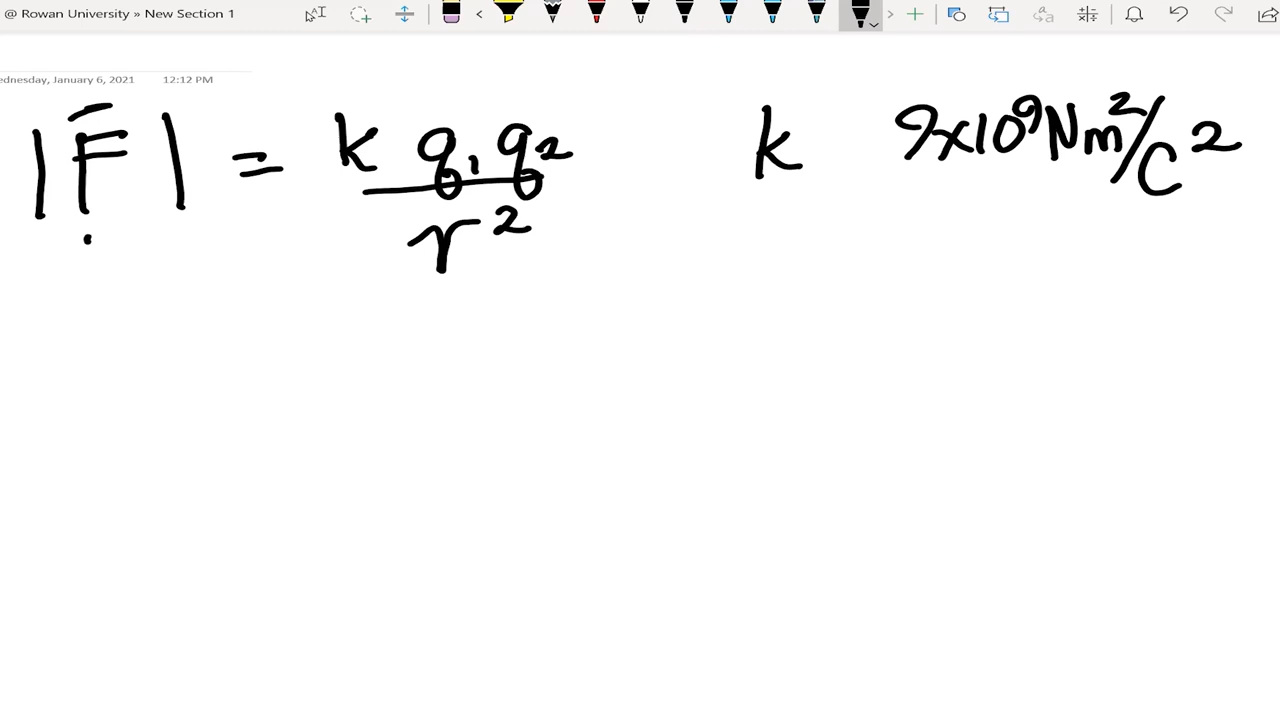 @ Rowan University » New Section 1
ednesday, January 6, 2021 12:12 PM
|F̄| = k q₁q₂ / r²
k 9x10⁹Nm²/C²